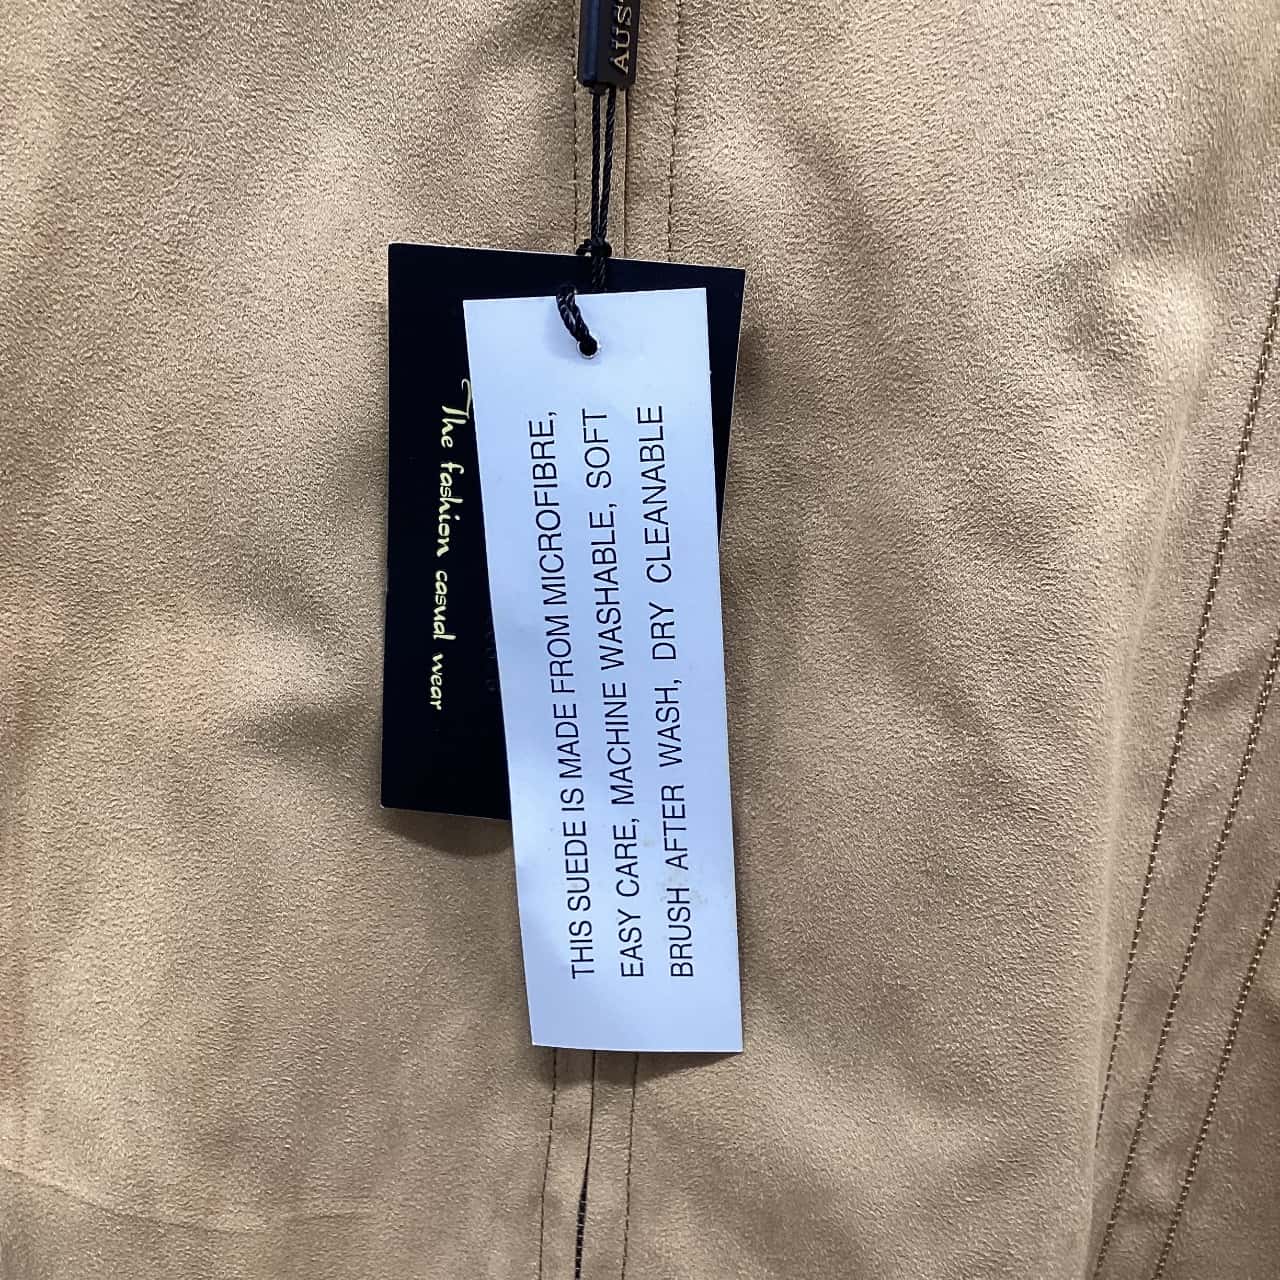 AUS
The fashion casual wear
THIS SUEDE IS MADE FROM MICROFIBRE,
EASY CARE, MACHINE WASHABLE, SOFT
BRUSH AFTER WASH, DRY CLEANABLE